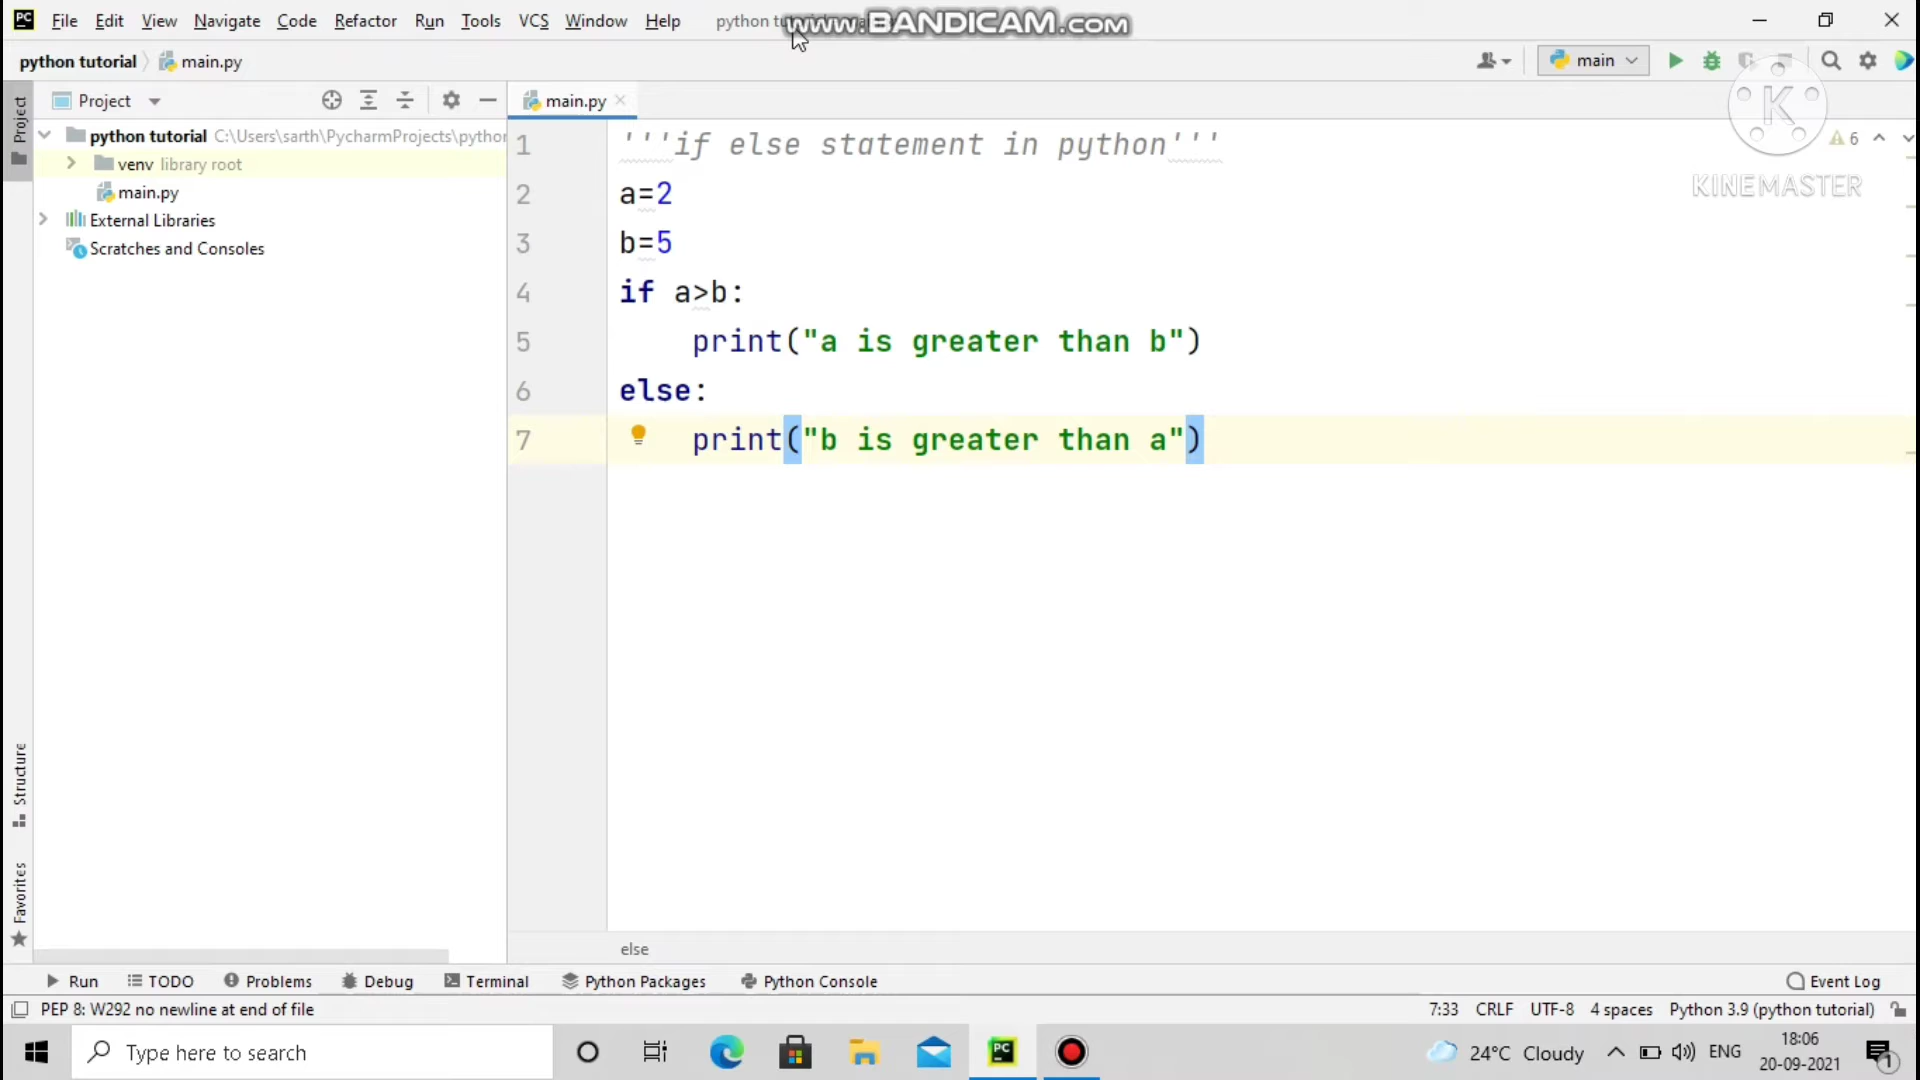 File Edit View Navigate Code Refactor Run Tools VCS Window Help python
www.BANDICAM.com
python tutorial main.py
main
Project
main.py
K
KINEMASTER
6
Project
python tutorial C:\Users\sarth\PycharmProjects\python
venv library root
main.py
External Libraries
Scratches and Consoles
1 '''if else statement in python'''
2 a=2
3 b=5
4 if a>b:
5 print("a is greater than b")
6 else:
7 print("b is greater than a")
Structure
Favorites
else
Run TODO Problems Debug Terminal Python Packages Python Console Event Log
PEP 8: W292 no newline at end of file 7:33 CRLF UTF-8 4 spaces Python 3.9 (python tutorial)
Type here to search
PC
24°C Cloudy
ENG
18:06
20-09-2021
1